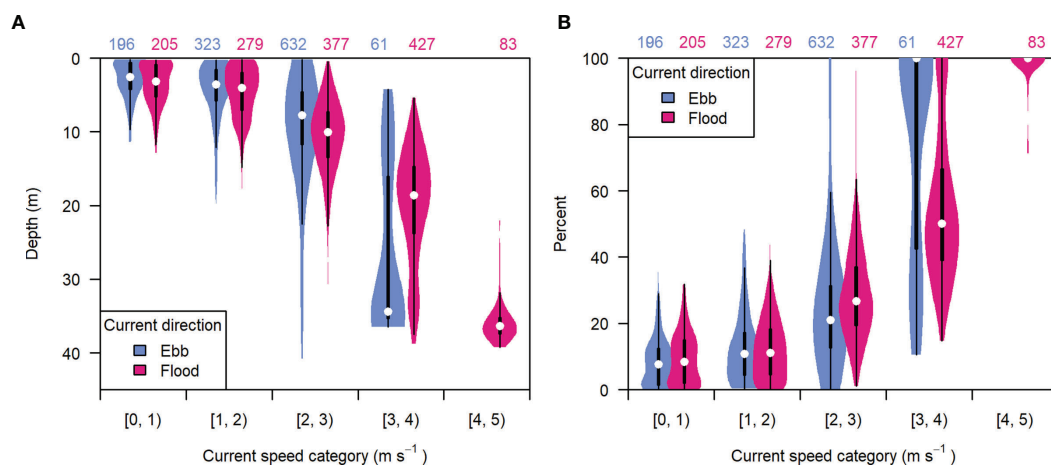 A
196 205 323 279 632 377 61 427 83
0
10
20
30
40
Depth (m)
Current direction
Ebb
Flood
[0, 1) [1, 2) [2, 3) [3, 4) [4, 5)
Current speed category (m s⁻¹)
B
196 205 323 279 632 377 61 427 83
100
80
60
40
20
0
Percent
Current direction
Ebb
Flood
[0, 1) [1, 2) [2, 3) [3, 4) [4, 5)
Current speed category (m s⁻¹)